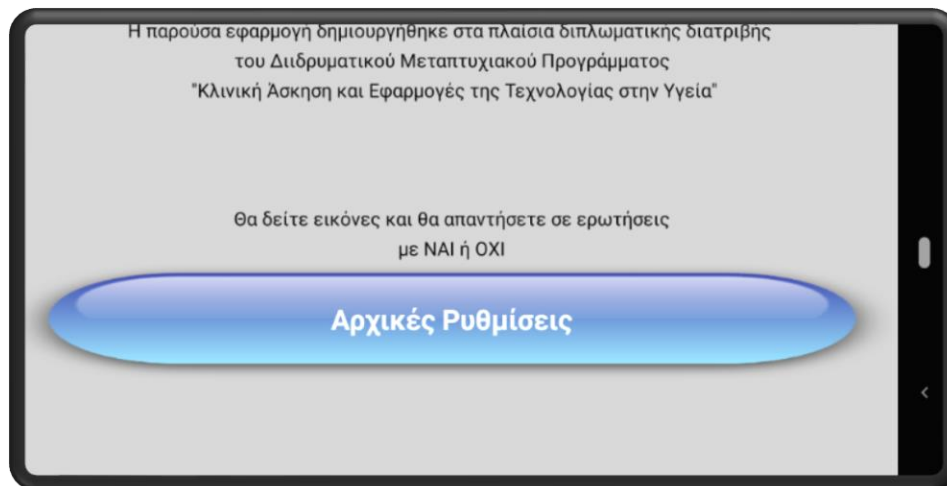 Η παρούσα εφαρμογή δημιουργήθηκε στα πλαίσια διπλωματικής διατριβής
του Διιδρυματικού Μεταπτυχιακού Προγράμματος
"Κλινική Άσκηση και Εφαρμογές της Τεχνολογίας στην Υγεία"
Θα δείτε εικόνες και θα απαντήσετε σε ερωτήσεις
με ΝΑΙ ή ΟΧΙ
Αρχικές Ρυθμίσεις